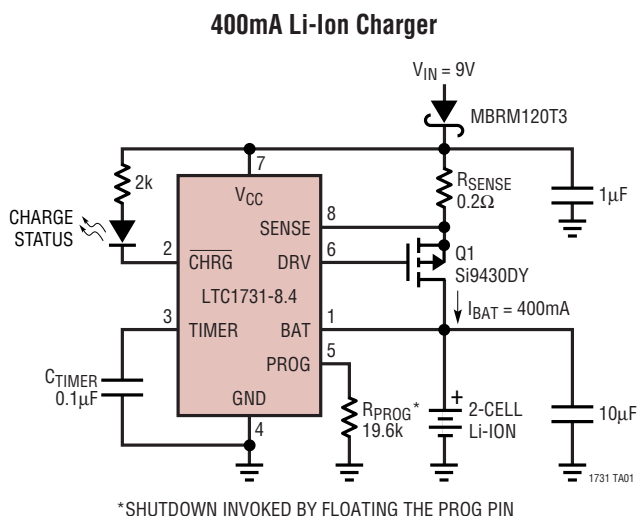 400mA Li-Ion Charger
VIN = 9V
MBRM120T3
7
2k
VCC
RSENSE
0.2Ω
1µF
CHARGE
STATUS
SENSE
8
2
CHRG
DRV
6
Q1
Si9430DY
LTC1731-8.4
IBAT = 400mA
3
TIMER
BAT
1
PROG
5
CTIMER
0.1µF
GND
4
RPROG*
19.6k
+
2-CELL
Li-ION
10µF
1731 TA01
*SHUTDOWN INVOKED BY FLOATING THE PROG PIN